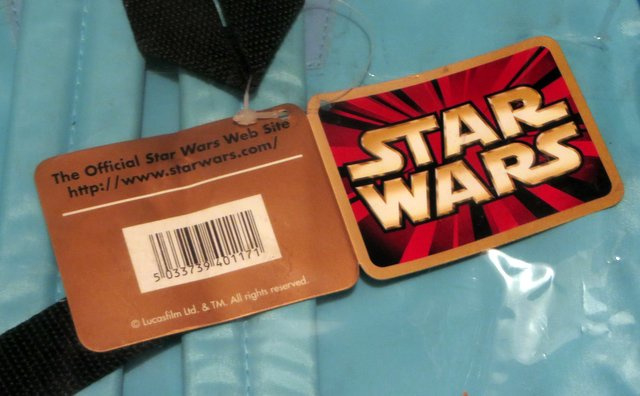 The Official Star Wars Web Site
http://www.starwars.com/
5 033739 401171
© Lucasfilm Ltd. & TM. All rights reserved.
STAR
WARS